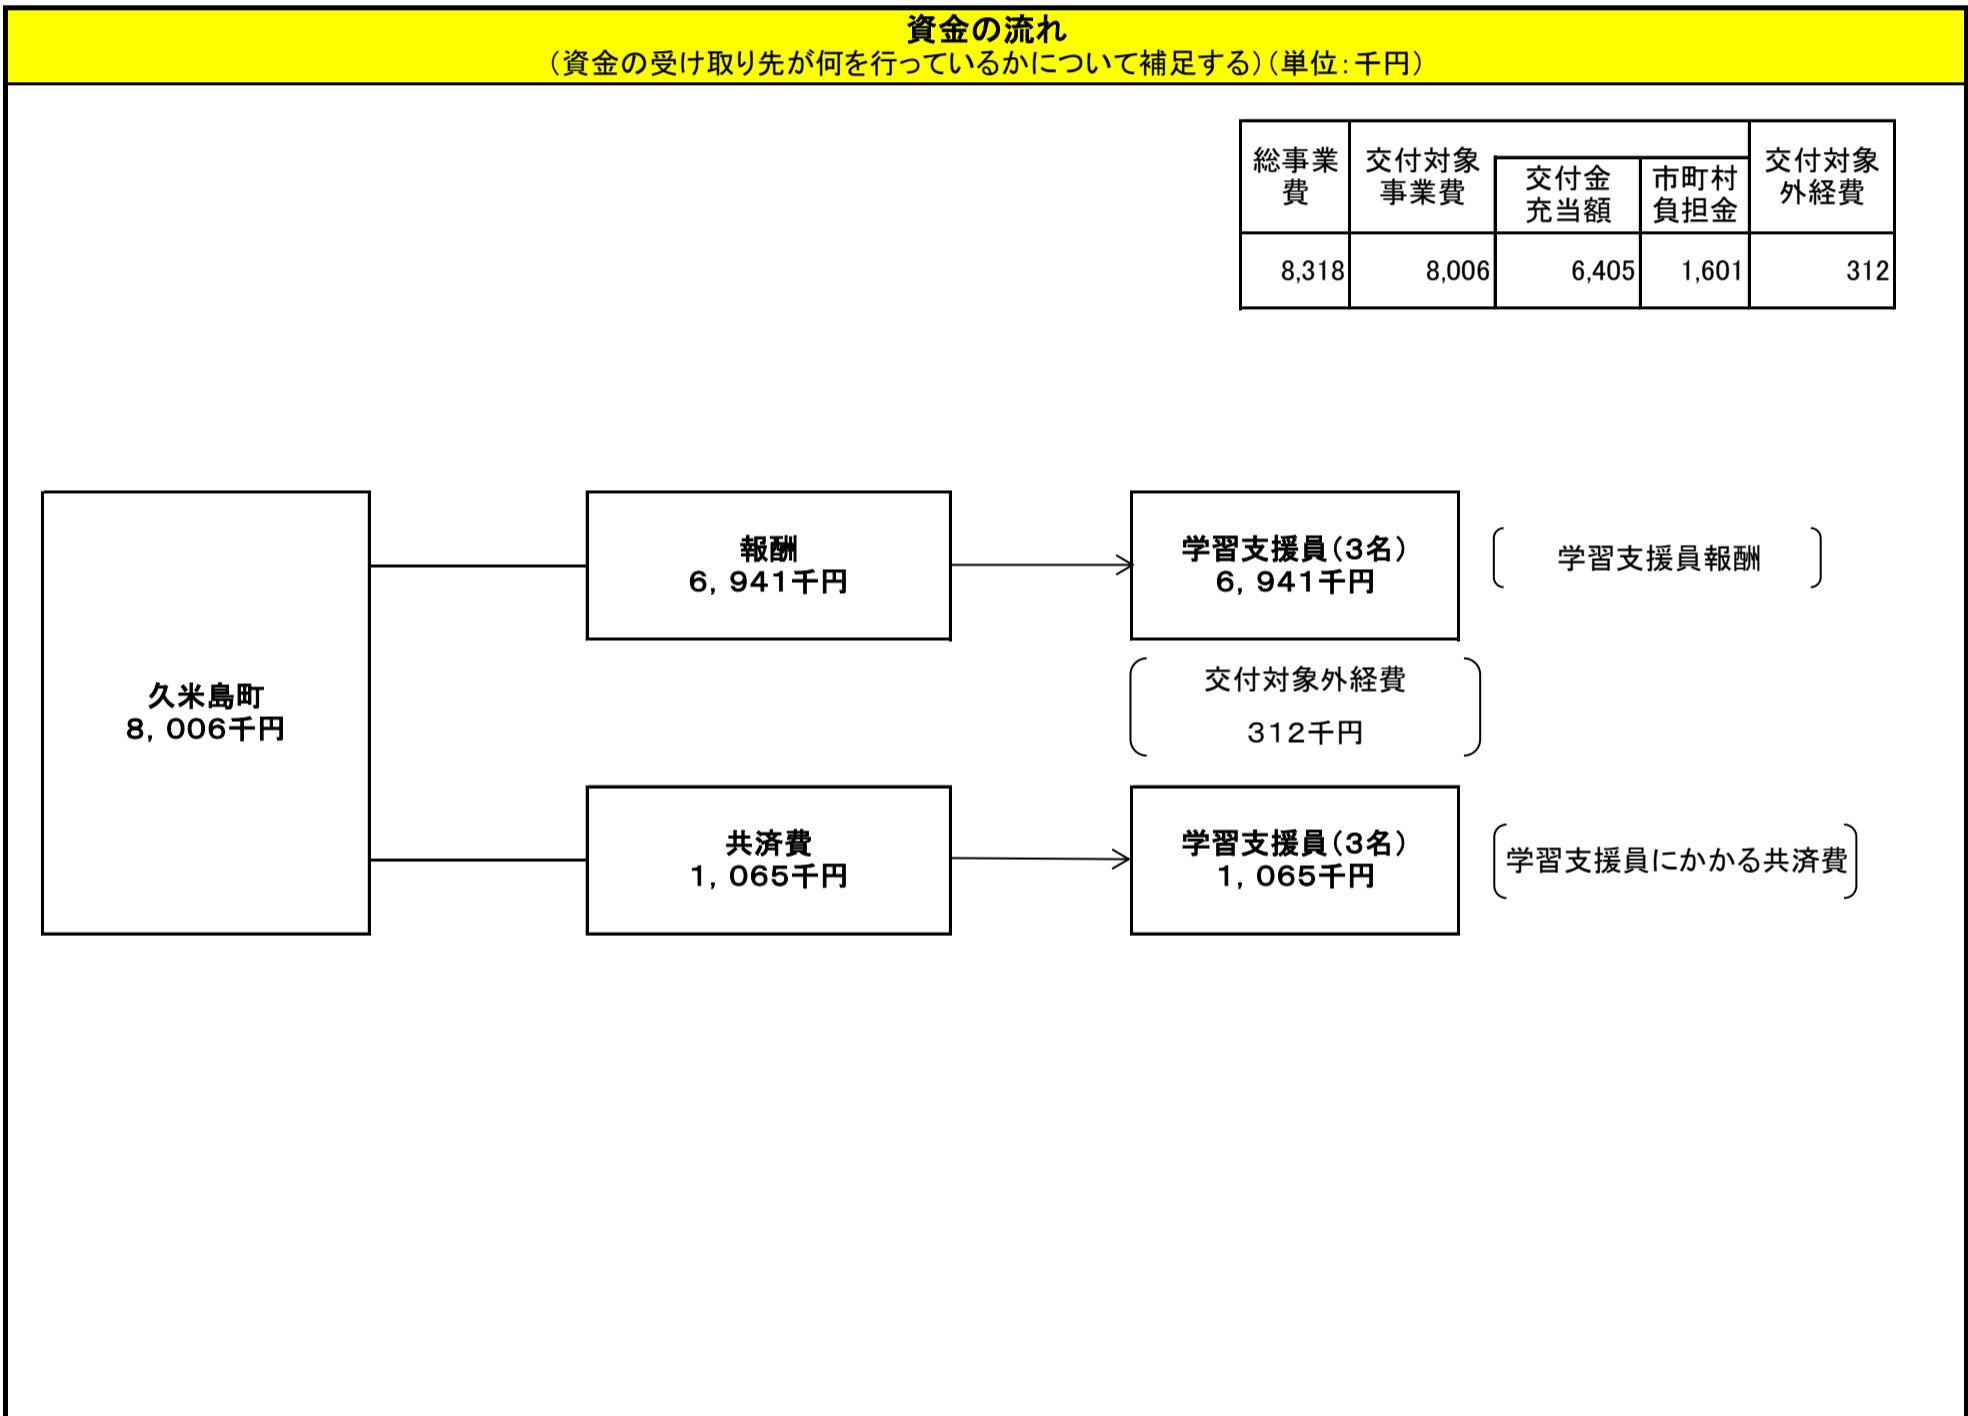 資金の流れ
（資金の受け取り先が何を行っているかについて補足する）（単位：千円）
総事業
費
交付対象
事業費
交付金
充当額
市町村
負担金
交付対象
外経費
8,318
8,006
6,405
1,601
312
久米島町
８，００６千円
報酬
６，９４１千円
学習支援員（３名）
６，９４１千円
学習支援員報酬
交付対象外経費
３１２千円
共済費
１，０６５千円
学習支援員（３名）
１，０６５千円
学習支援員にかかる共済費